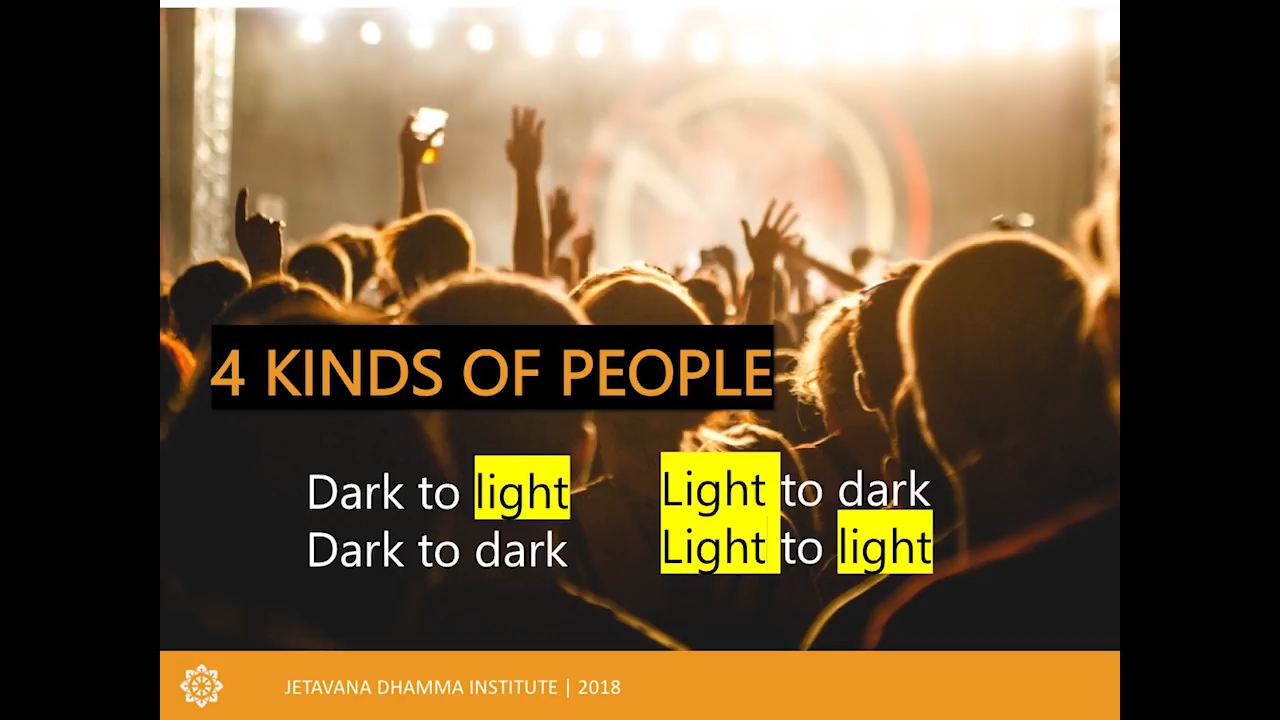 4 KINDS OF PEOPLE
Dark to light
Dark to dark
Light to dark
Light to light
JETAVANA DHAMMA INSTITUTE | 2018